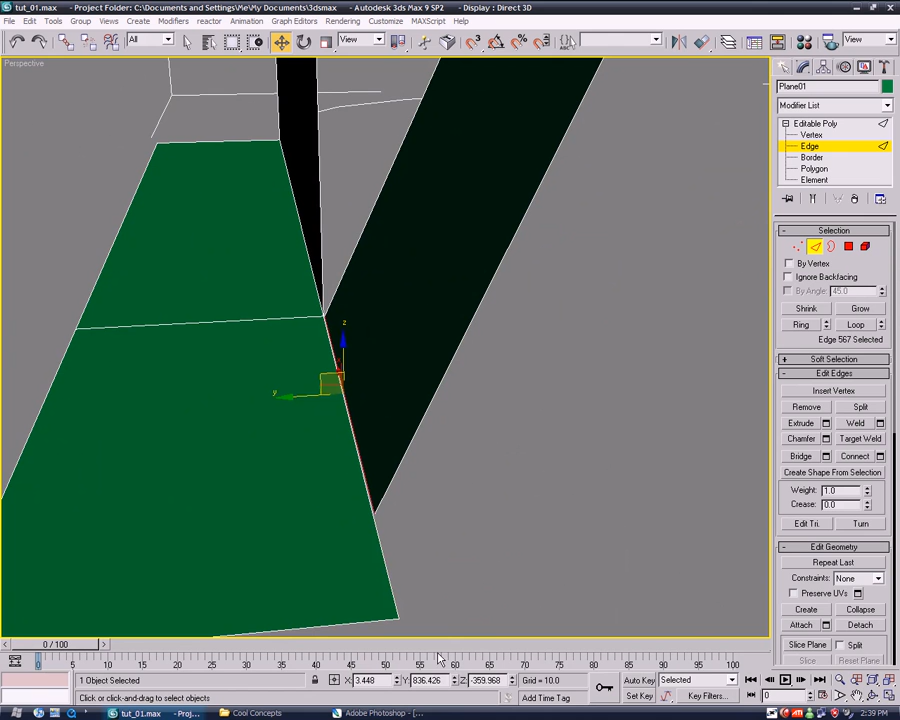 tut_01.max - Project Folder: C:\Documents and Settings\Me\My Documents\3dsmax - Autodesk 3ds Max 9 SP2 - Display : Direct 3D
File Edit Tools Group Views Create Modifiers reactor Animation Graph Editors Rendering Customize MAXScript Help
All View View
Perspective
Plane01
Modifier List
Editable Poly
Vertex
Edge
Border
Polygon
Element
Selection
By Vertex
Ignore Backfacing
By Angle: 45.0
Shrink Grow
Ring Loop
Edge 567 Selected
Soft Selection
Edit Edges
Insert Vertex
Remove Split
Extrude Weld
Chamfer Target Weld
Bridge Connect
Create Shape From Selection
Weight: 1.0
Crease: 0.0
Edit Tri. Turn
Edit Geometry
Repeat Last
Constraints: None
Preserve UVs
Create Collapse
Attach Detach
Slice Plane Split
Slice Reset Plane
z
x
y
0 / 100
0 5 10 15 20 25 30 35 40 45 50 55 60 65 70 75 80 85 90 95 100
1 Object Selected X: 3.448 Y: 836.426 Z: -359.968 Grid = 10.0 Auto Key Selected
Click or click-and-drag to select objects Add Time Tag Set Key Key Filters... 0
tut_01.max - Proj... Cool Concepts Adobe Photoshop - [... 2:39 PM